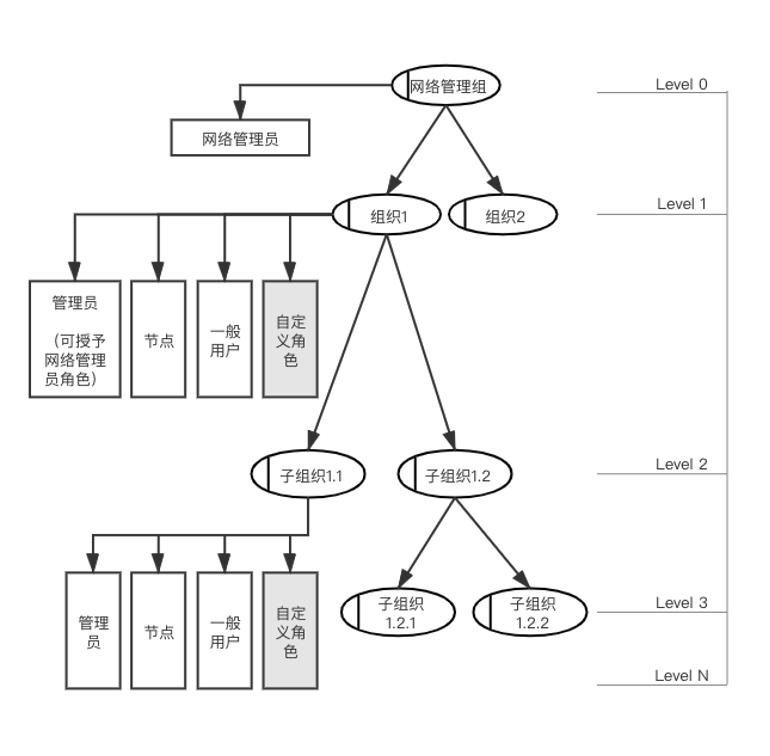 网络管理组
Level 0
网络管理员
组织1
组织2
Level 1
管理员
（可授予
网络管理
员角色）
节点
一般
用户
自定
义角
色
子组织1.1
子组织1.2
Level 2
管理
员
节点
一般
用户
自定
义角
色
子组织
1.2.1
子组织
1.2.2
Level 3
Level N